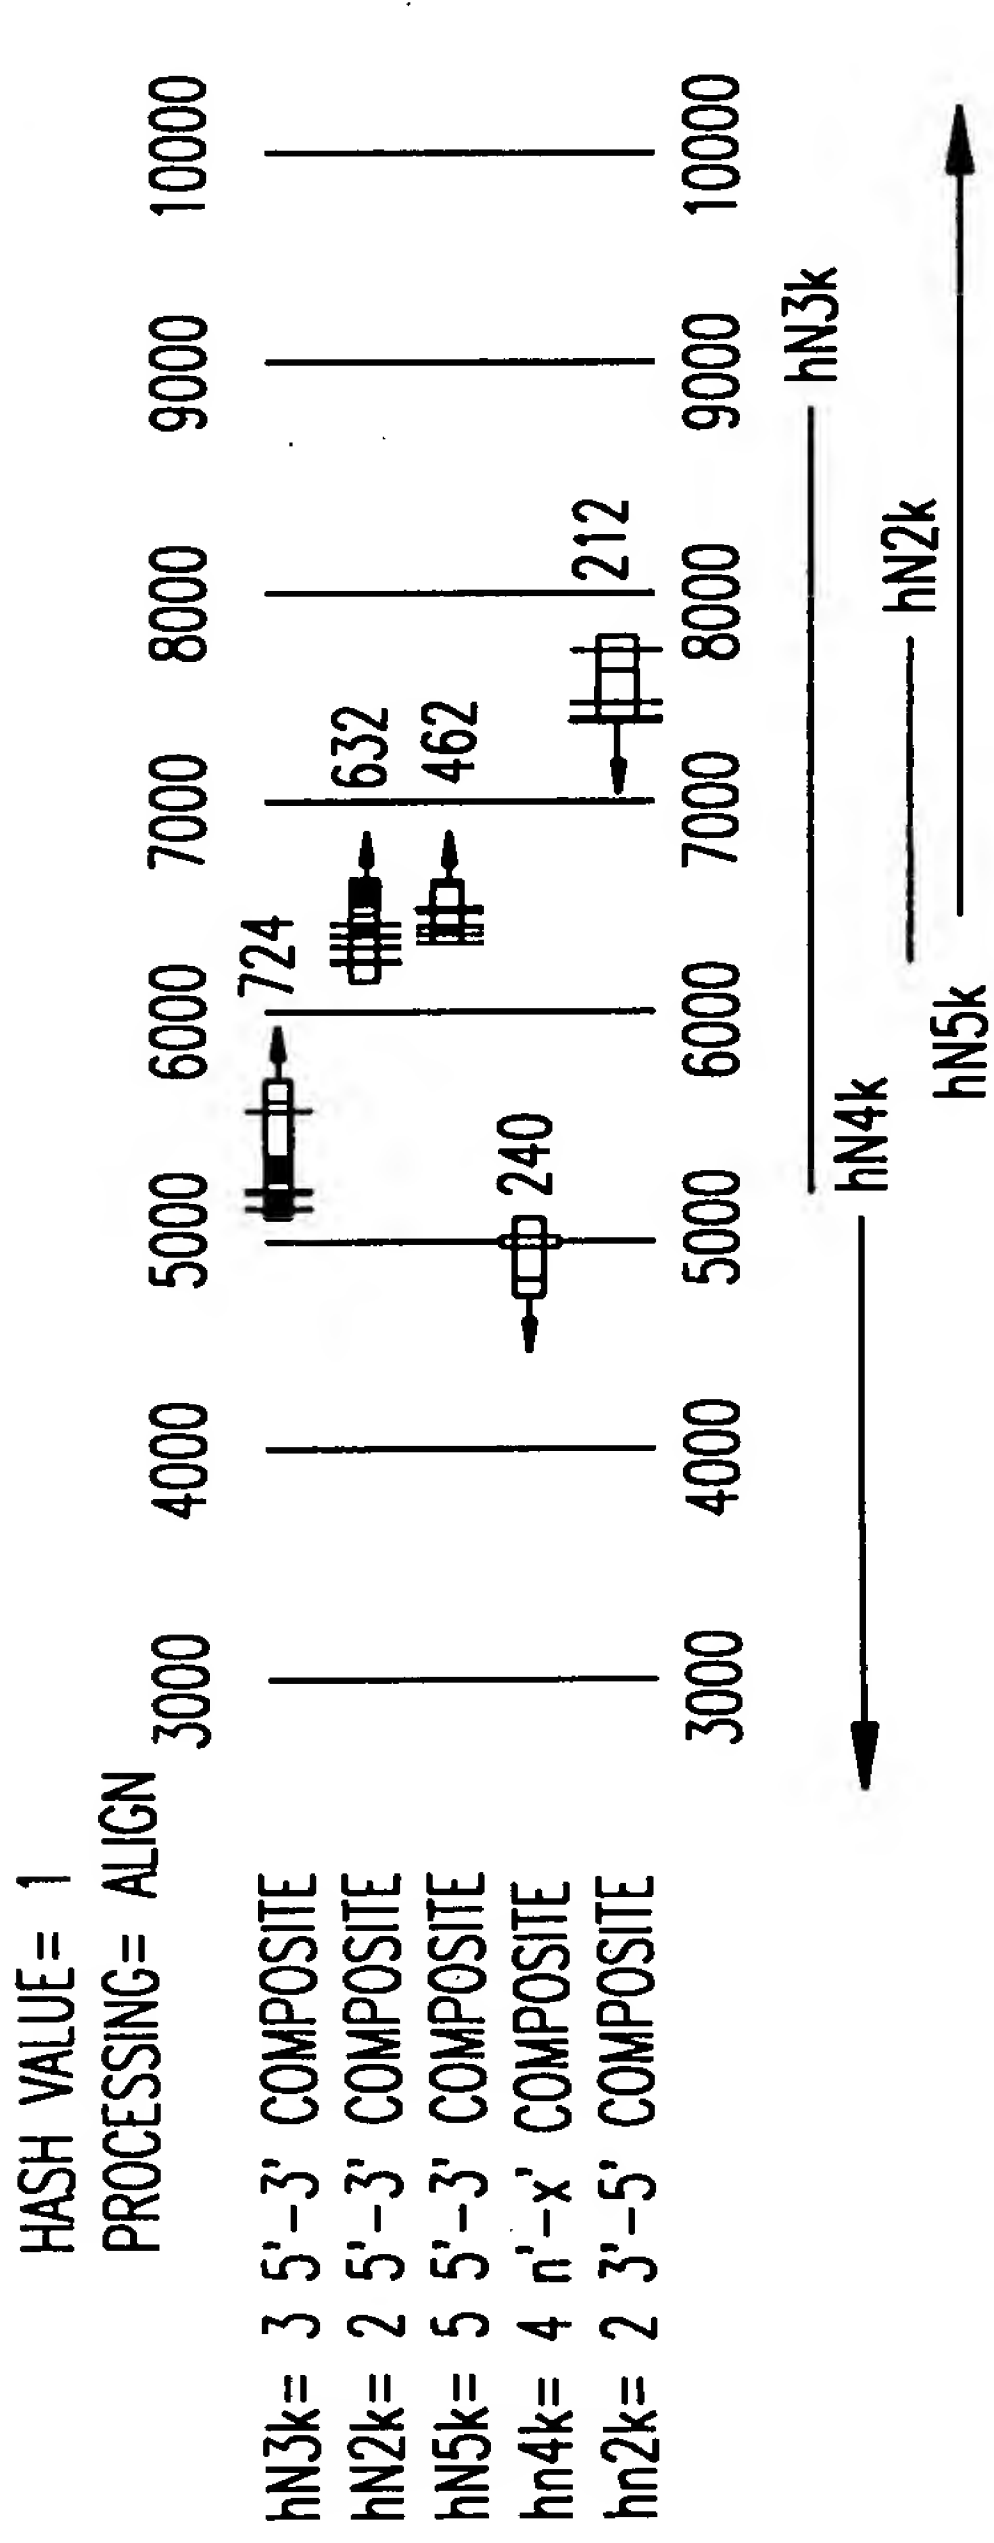 HASH VALUE= 1
PROCESSING= ALIGN
3000 4000 5000 6000 7000 8000 9000 10000
hN3k= 3 5'-3' COMPOSITE
hN2k= 2 5'-3' COMPOSITE
hN5k= 5 5'-3' COMPOSITE
hn4k= 4 n'-x' COMPOSITE
hn2k= 2 3'-5' COMPOSITE
724
632
462
240
212
3000 4000 5000 6000 7000 8000 9000 10000
hN3k
hN4k
hN2k
hN5k